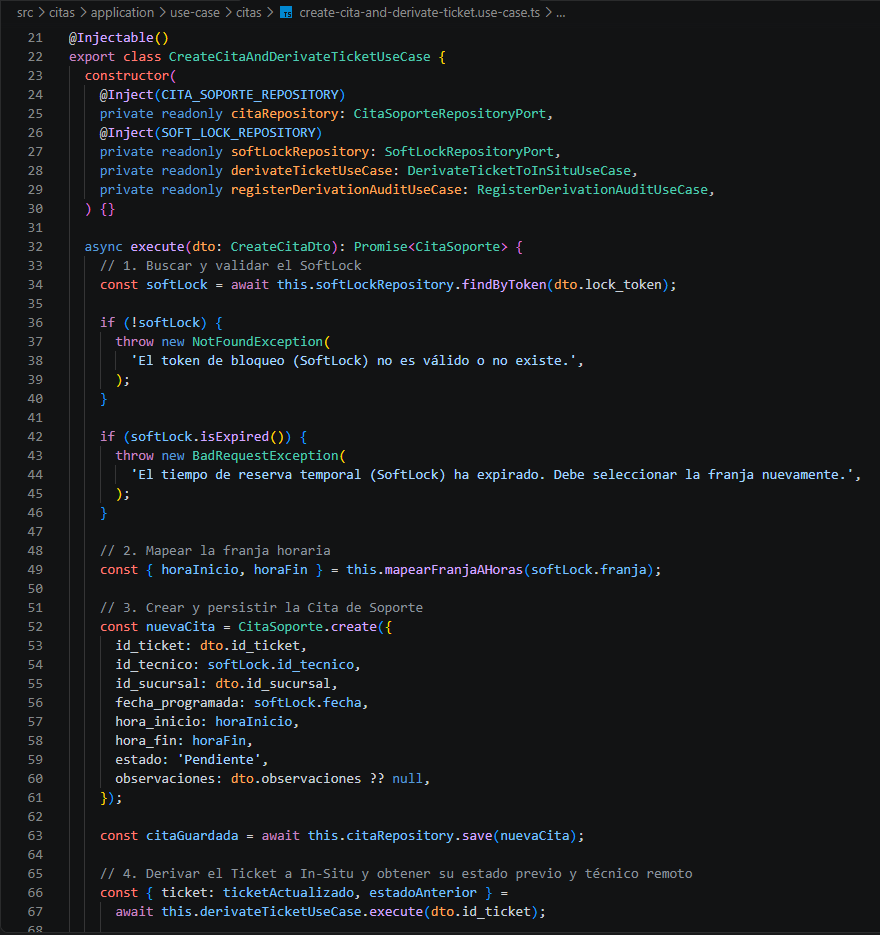 src > citas > application > use-case > citas > TS create-cita-and-derivate-ticket.use-case.ts > ...
21 @Injectable()
22 export class CreateCitaAndDerivateTicketUseCase {
23 constructor(
24 @Inject(CITA_SOPORTE_REPOSITORY)
25 private readonly citaRepository: CitaSoporteRepositoryPort,
26 @Inject(SOFT_LOCK_REPOSITORY)
27 private readonly softLockRepository: SoftLockRepositoryPort,
28 private readonly derivateTicketUseCase: DerivateTicketToInSituUseCase,
29 private readonly registerDerivationAuditUseCase: RegisterDerivationAuditUseCase,
30 ) {}
31
32 async execute(dto: CreateCitaDto): Promise<CitaSoporte> {
33 // 1. Buscar y validar el SoftLock
34 const softLock = await this.softLockRepository.findByToken(dto.lock_token);
35
36 if (!softLock) {
37 throw new NotFoundException(
38 'El token de bloqueo (SoftLock) no es válido o no existe.',
39 );
40 }
41
42 if (softLock.isExpired()) {
43 throw new BadRequestException(
44 'El tiempo de reserva temporal (SoftLock) ha expirado. Debe seleccionar la franja nuevamente.',
45 );
46 }
47
48 // 2. Mapear la franja horaria
49 const { horaInicio, horaFin } = this.mapearFranjaAHoras(softLock.franja);
50
51 // 3. Crear y persistir la Cita de Soporte
52 const nuevaCita = CitaSoporte.create({
53 id_ticket: dto.id_ticket,
54 id_tecnico: softLock.id_tecnico,
55 id_sucursal: dto.id_sucursal,
56 fecha_programada: softLock.fecha,
57 hora_inicio: horaInicio,
58 hora_fin: horaFin,
59 estado: 'Pendiente',
60 observaciones: dto.observaciones ?? null,
61 });
62
63 const citaGuardada = await this.citaRepository.save(nuevaCita);
64
65 // 4. Derivar el Ticket a In-Situ y obtener su estado previo y técnico remoto
66 const { ticket: ticketActualizado, estadoAnterior } =
67 await this.derivateTicketUseCase.execute(dto.id_ticket);
68